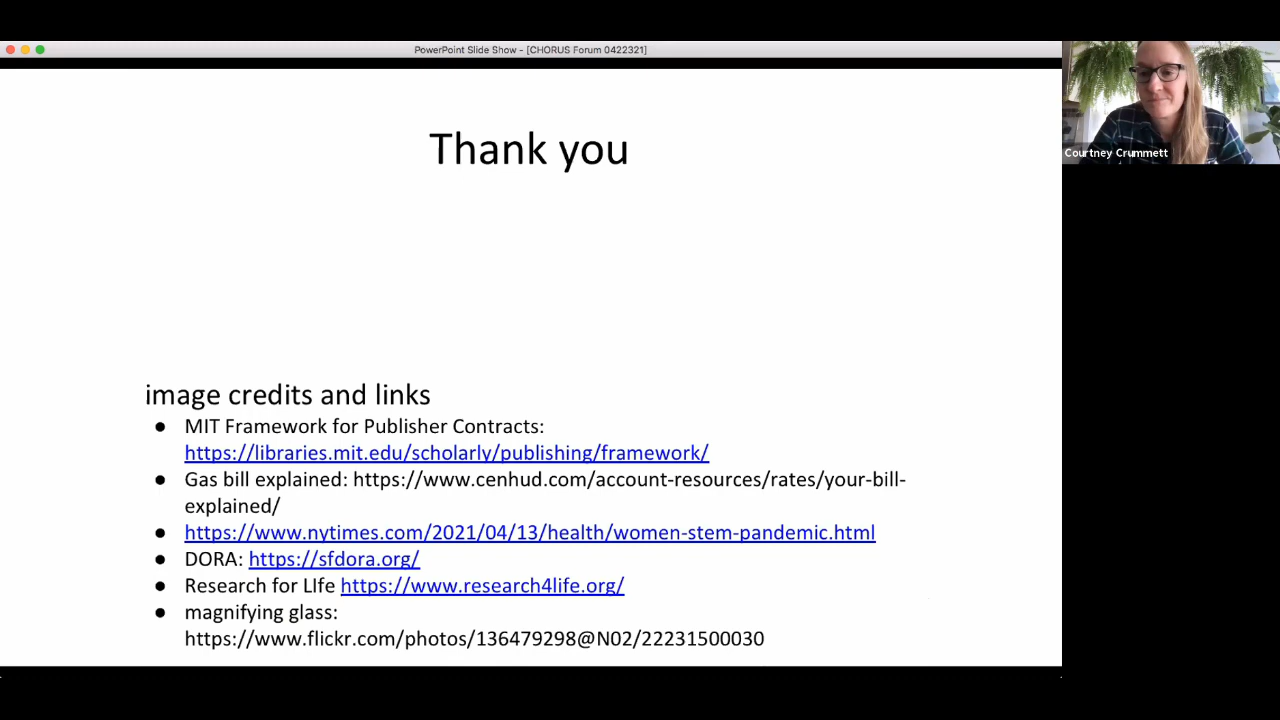 PowerPoint Slide Show - [CHORUS Forum 0422321]
Thank you
Courtney Crummett
image credits and links
● MIT Framework for Publisher Contracts:
https://libraries.mit.edu/scholarly/publishing/framework/
● Gas bill explained: https://www.cenhud.com/account-resources/rates/your-bill-
explained/
● https://www.nytimes.com/2021/04/13/health/women-stem-pandemic.html
● DORA: https://sfdora.org/
● Research for LIfe https://www.research4life.org/
● magnifying glass:
https://www.flickr.com/photos/136479298@N02/22231500030